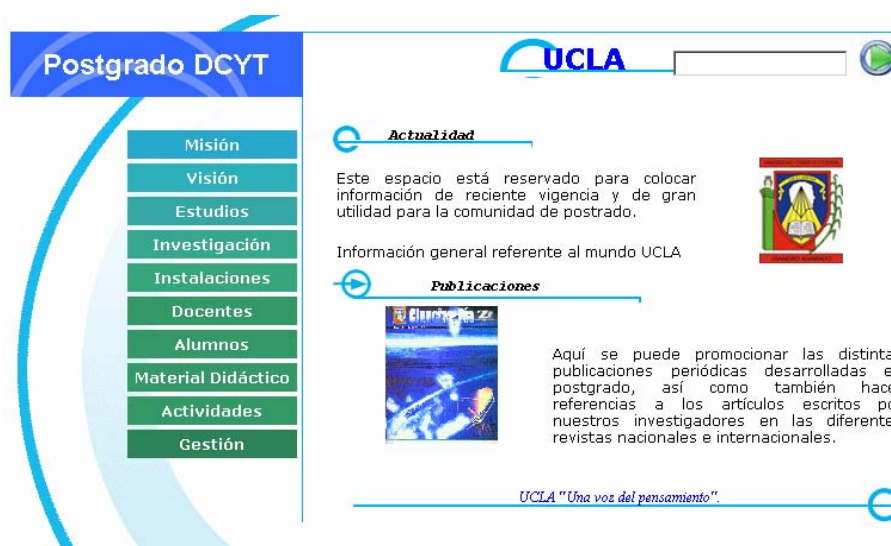 Postgrado DCYT
UCLA
Misión
Visión
Estudios
Investigación
Instalaciones
Docentes
Alumnos
Material Didáctico
Actividades
Gestión
Actualidad
Este espacio está reservado para colocar
información de reciente vigencia y de gran
utilidad para la comunidad de postrado.
Información general referente al mundo UCLA
Publicaciones
Aquí se puede promocionar las distinta
publicaciones periódicas desarrolladas e
postgrado, así como también hace
referencias a los artículos escritos po
nuestros investigadores en las diferente
revistas nacionales e internacionales.
UCLA "Una voz del pensamiento".